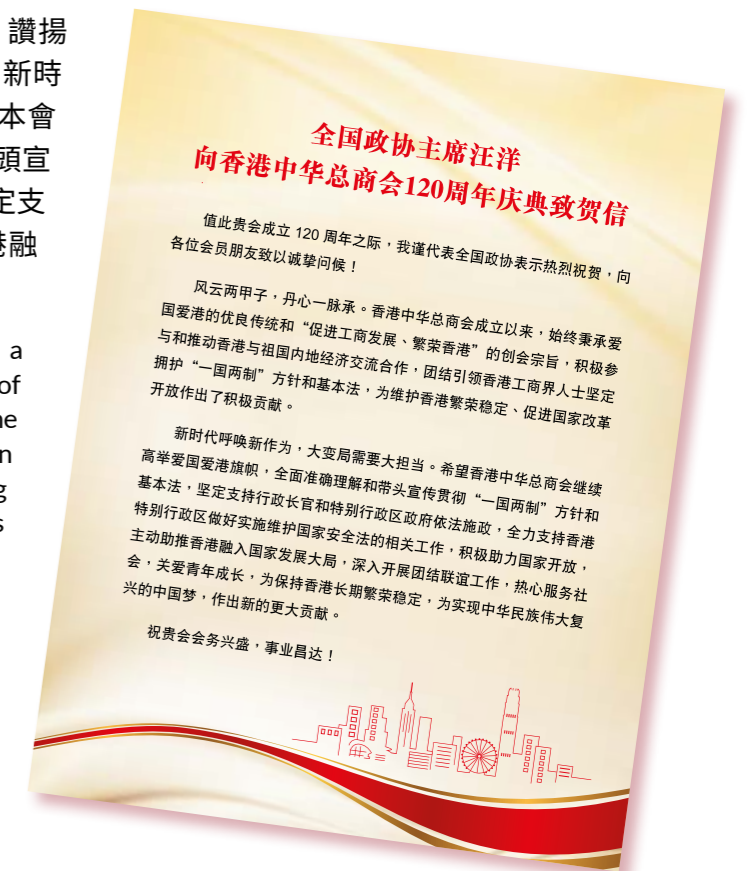 讚揚
新時
本會
頭宣
定支
港融
a
of
he
n
g
s
全国政协主席汪洋
向香港中华总商会120周年庆典致贺信
值此贵会成立 120 周年之际，我谨代表全国政协表示热烈祝贺，向
各位会员朋友致以诚挚问候！
风云两甲子，丹心一脉承。香港中华总商会成立以来，始终秉承爱
国爱港的优良传统和“促进工商发展、繁荣香港”的创会宗旨，积极参
与和推动香港与祖国内地经济交流合作，团结引领香港工商界人士坚定
拥护“一国两制”方针和基本法，为维护香港繁荣稳定、促进国家改革
开放作出了积极贡献。
新时代呼唤新作为，大变局需要大担当。希望香港中华总商会继续
高举爱国爱港旗帜，全面准确理解和带头宣传贯彻“一国两制”方针和
基本法，坚定支持行政长官和特别行政区政府依法施政，全力支持香港
特别行政区做好实施维护国家安全法的相关工作，积极助力国家开放，
主动助推香港融入国家发展大局，深入开展团结联谊工作，热心服务社
会，关爱青年成长，为保持香港长期繁荣稳定，为实现中华民族伟大复
兴的中国梦，作出新的更大贡献。
祝贵会会务兴盛，事业昌达！